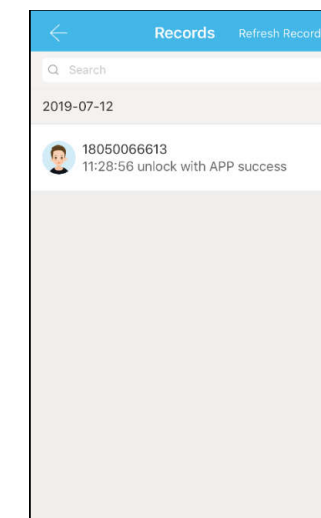 Records Refresh Record
Search
2019-07-12
18050066613
11:28:56 unlock with APP success